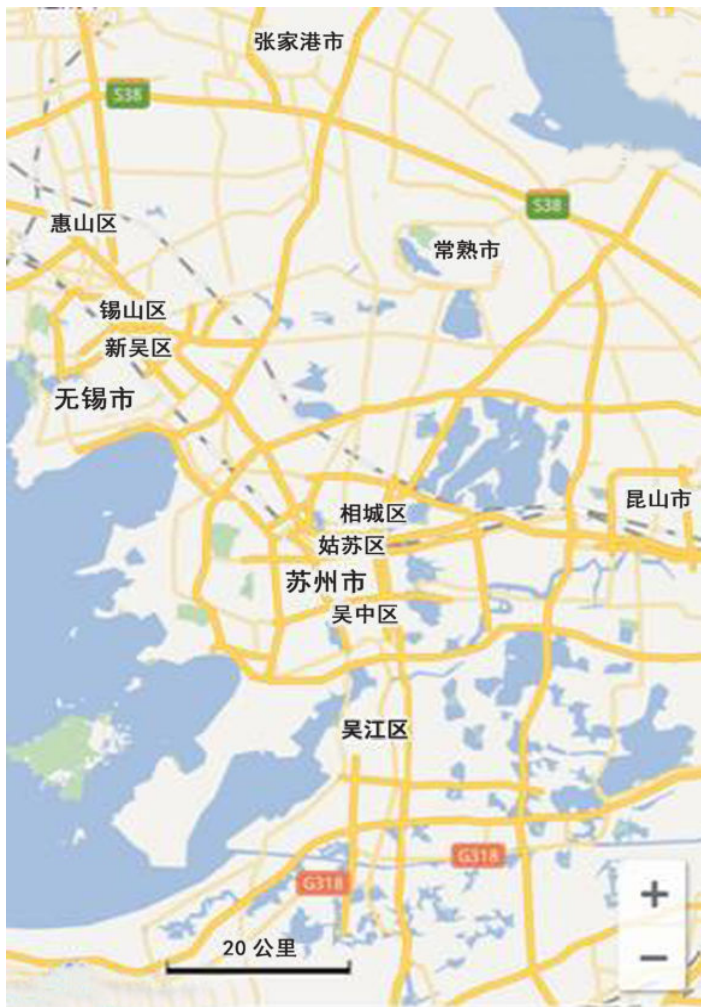 张家港市
S38
S38
惠山区
常熟市
锡山区
新吴区
无锡市
昆山市
相城区
姑苏区
苏州市
吴中区
吴江区
G318
G318
20 公里
+
−